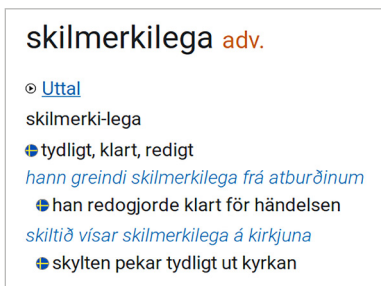 skilmerkilega adv.
Uttal
skilmerki-lega
tydligt, klart, redigt
hann greindi skilmerkilega frá atburðinum
han redogjorde klart för händelsen
skiltið vísar skilmerkilega á kirkjuna
skylten pekar tydligt ut kyrkan